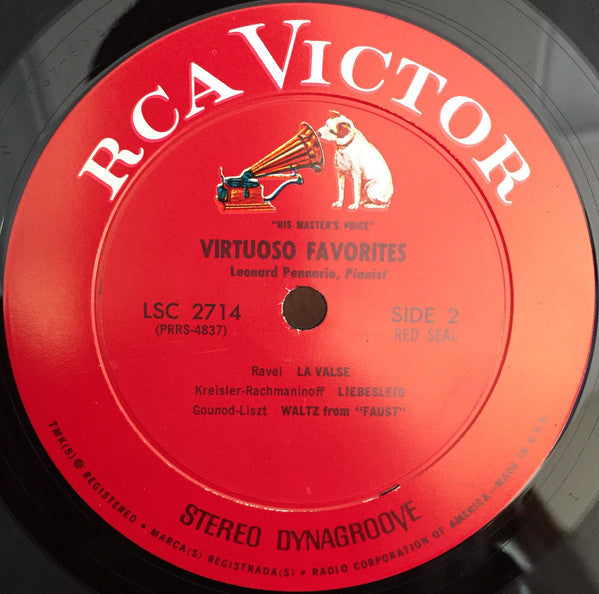 RCA VICTOR
"HIS MASTER'S VOICE"
VIRTUOSO FAVORITES
Leonard Pennario, Pianist
LSC 2714
(PRRS-4837)
SIDE 2
RED SEAL
Ravel LA VALSE
Kreisler-Rachmaninoff LIEBESLEID
Gounod-Liszt WALTZ from "FAUST"
STEREO DYNAGROOVE
TMK(S) ® REGISTERED • MARCA(S) REGISTRADA(S) • RADIO CORPORATION OF AMERICA—MADE IN U.S.A.